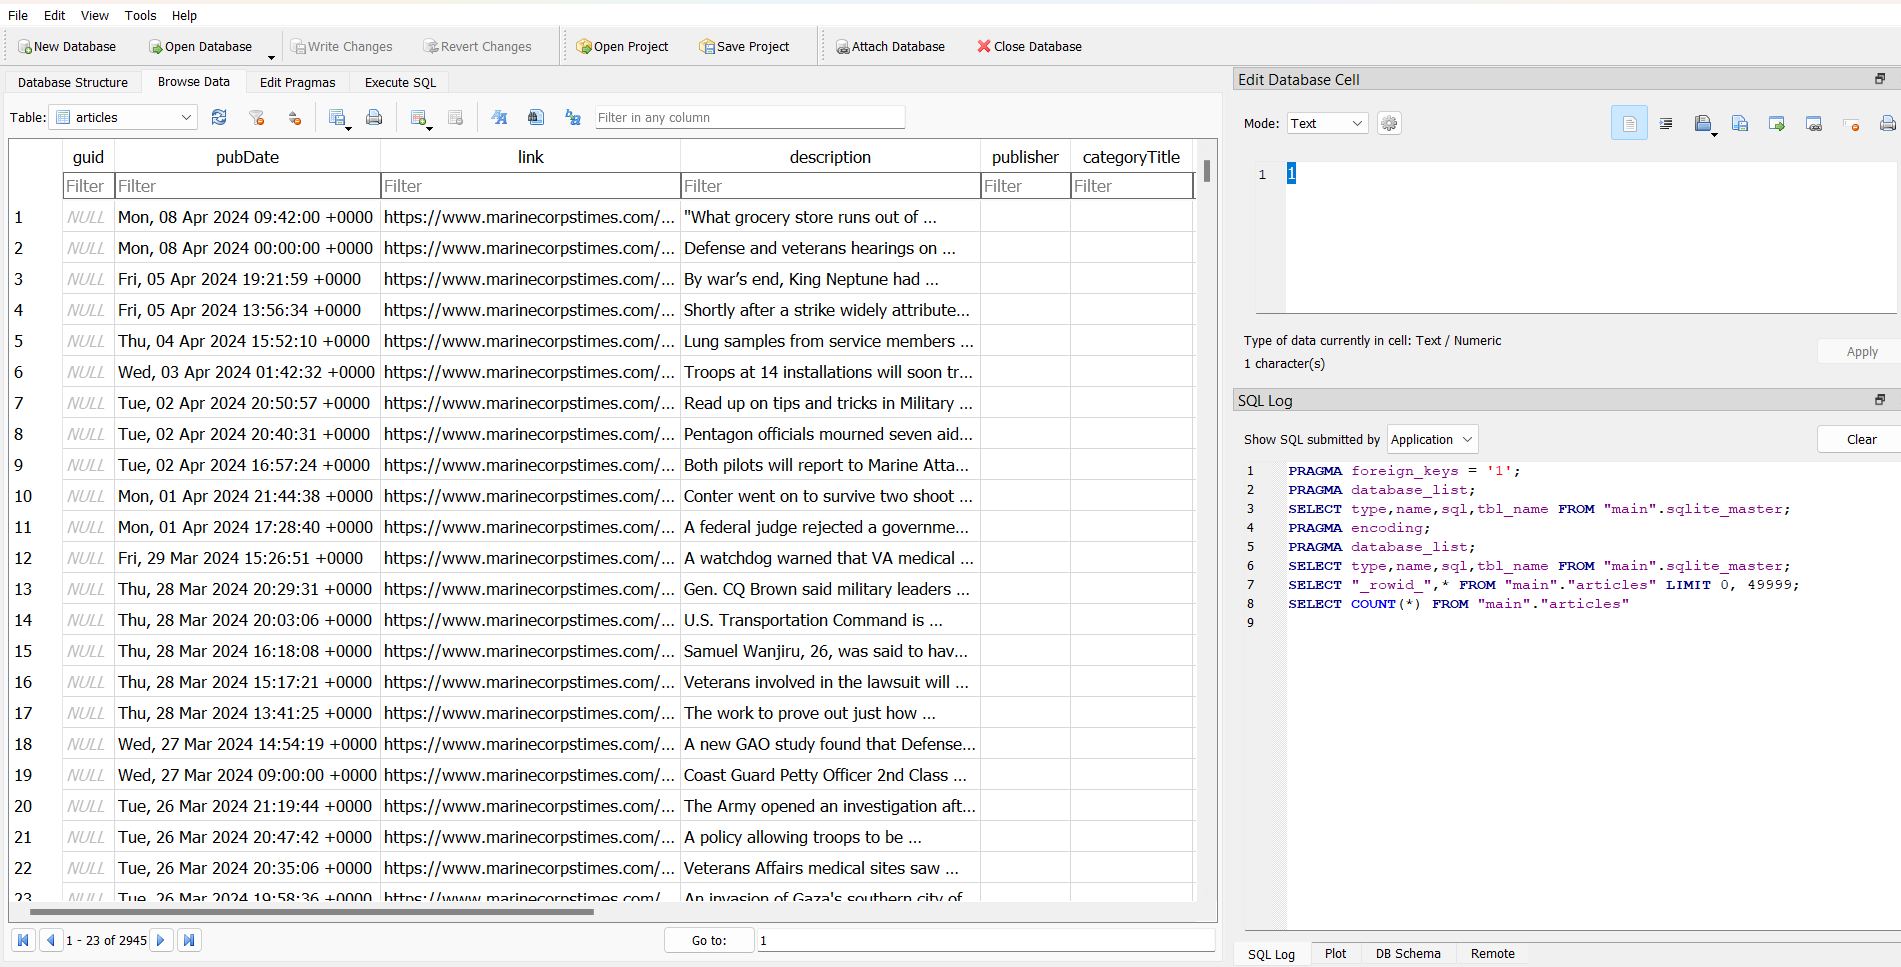 File Edit View Tools Help
New Database Open Database Write Changes Revert Changes Open Project Save Project Attach Database Close Database
Database Structure Browse Data Edit Pragmas Execute SQL
Table: articles Filter in any column
guid pubDate link description publisher categoryTitle
Filter Filter Filter Filter Filter Filter
1 NULL Mon, 08 Apr 2024 09:42:00 +0000 https://www.marinecorpstimes.com/... "What grocery store runs out of ...
2 NULL Mon, 08 Apr 2024 00:00:00 +0000 https://www.marinecorpstimes.com/... Defense and veterans hearings on ...
3 NULL Fri, 05 Apr 2024 19:21:59 +0000 https://www.marinecorpstimes.com/... By war’s end, King Neptune had ...
4 NULL Fri, 05 Apr 2024 13:56:34 +0000 https://www.marinecorpstimes.com/... Shortly after a strike widely attribute...
5 NULL Thu, 04 Apr 2024 15:52:10 +0000 https://www.marinecorpstimes.com/... Lung samples from service members ...
6 NULL Wed, 03 Apr 2024 01:42:32 +0000 https://www.marinecorpstimes.com/... Troops at 14 installations will soon tr...
7 NULL Tue, 02 Apr 2024 20:50:57 +0000 https://www.marinecorpstimes.com/... Read up on tips and tricks in Military ...
8 NULL Tue, 02 Apr 2024 20:40:31 +0000 https://www.marinecorpstimes.com/... Pentagon officials mourned seven aid...
9 NULL Tue, 02 Apr 2024 16:57:24 +0000 https://www.marinecorpstimes.com/... Both pilots will report to Marine Atta...
10 NULL Mon, 01 Apr 2024 21:44:38 +0000 https://www.marinecorpstimes.com/... Conter went on to survive two shoot ...
11 NULL Mon, 01 Apr 2024 17:28:40 +0000 https://www.marinecorpstimes.com/... A federal judge rejected a governme...
12 NULL Fri, 29 Mar 2024 15:26:51 +0000 https://www.marinecorpstimes.com/... A watchdog warned that VA medical ...
13 NULL Thu, 28 Mar 2024 20:29:31 +0000 https://www.marinecorpstimes.com/... Gen. CQ Brown said military leaders ...
14 NULL Thu, 28 Mar 2024 20:03:06 +0000 https://www.marinecorpstimes.com/... U.S. Transportation Command is ...
15 NULL Thu, 28 Mar 2024 16:18:08 +0000 https://www.marinecorpstimes.com/... Samuel Wanjiru, 26, was said to hav...
16 NULL Thu, 28 Mar 2024 15:17:21 +0000 https://www.marinecorpstimes.com/... Veterans involved in the lawsuit will ...
17 NULL Thu, 28 Mar 2024 13:41:25 +0000 https://www.marinecorpstimes.com/... The work to prove out just how ...
18 NULL Wed, 27 Mar 2024 14:54:19 +0000 https://www.marinecorpstimes.com/... A new GAO study found that Defense...
19 NULL Wed, 27 Mar 2024 09:00:00 +0000 https://www.marinecorpstimes.com/... Coast Guard Petty Officer 2nd Class ...
20 NULL Tue, 26 Mar 2024 21:19:44 +0000 https://www.marinecorpstimes.com/... The Army opened an investigation aft...
21 NULL Tue, 26 Mar 2024 20:47:42 +0000 https://www.marinecorpstimes.com/... A policy allowing troops to be ...
22 NULL Tue, 26 Mar 2024 20:35:06 +0000 https://www.marinecorpstimes.com/... Veterans Affairs medical sites saw ...
23 NULL Tue, 26 Mar 2024 19:58:36 +0000 https://www.marinecorpstimes.com/... An invasion of Gaza's southern city of
1 - 23 of 2945 Go to: 1
Edit Database Cell
Mode: Text
1 1
Type of data currently in cell: Text / Numeric
1 character(s)
Apply
SQL Log
Show SQL submitted by Application Clear
1 PRAGMA foreign_keys = '1';
2 PRAGMA database_list;
3 SELECT type,name,sql,tbl_name FROM "main".sqlite_master;
4 PRAGMA encoding;
5 PRAGMA database_list;
6 SELECT type,name,sql,tbl_name FROM "main".sqlite_master;
7 SELECT "_rowid_",* FROM "main"."articles" LIMIT 0, 49999;
8 SELECT COUNT(*) FROM "main"."articles"
9
SQL Log Plot DB Schema Remote